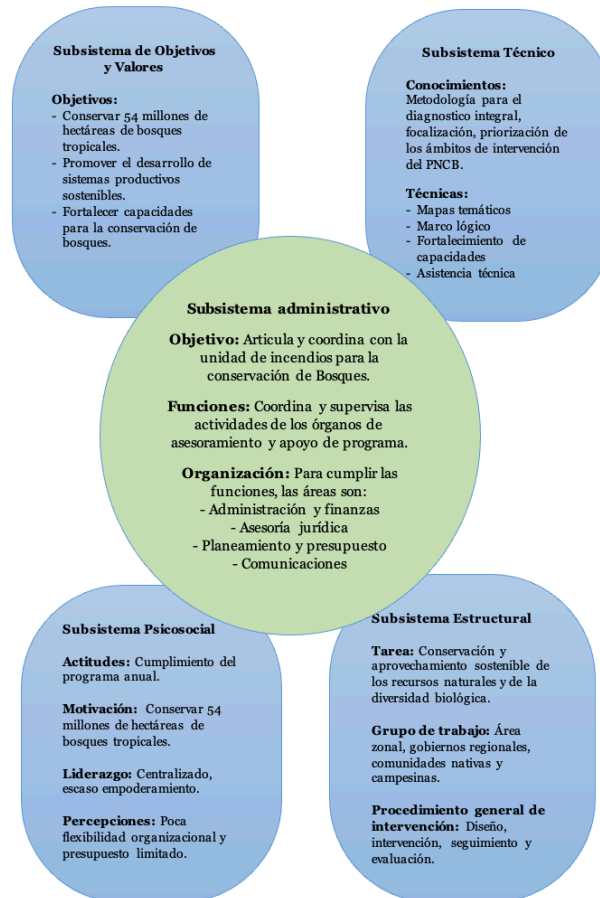 Subsistema de Objetivos
y Valores
Objetivos:
- Conservar 54 millones de
hectáreas de bosques
tropicales.
- Promover el desarrollo de
sistemas productivos
sostenibles.
- Fortalecer capacidades
para la conservación de
bosques.
Subsistema Técnico
Conocimientos:
Metodología para el
diagnostico integral,
focalización, priorización de
los ámbitos de intervención
del PNCB.
Técnicas:
- Mapas temáticos
- Marco lógico
- Fortalecimiento de
capacidades
- Asistencia técnica
Subsistema administrativo
Objetivo: Articula y coordina con la
unidad de incendios para la
conservación de Bosques.
Funciones: Coordina y supervisa las
actividades de los órganos de
asesoramiento y apoyo de programa.
Organización: Para cumplir las
funciones, las áreas son:
- Administración y finanzas
- Asesoría jurídica
- Planeamiento y presupuesto
- Comunicaciones
Subsistema Psicosocial
Actitudes: Cumplimiento del
programa anual.
Motivación: Conservar 54
millones de hectáreas de
bosques tropicales.
Liderazgo: Centralizado,
escaso empoderamiento.
Percepciones: Poca
flexibilidad organizacional y
presupuesto limitado.
Subsistema Estructural
Tarea: Conservación y
aprovechamiento sostenible de
los recursos naturales y de la
diversidad biológica.
Grupo de trabajo: Área
zonal, gobiernos regionales,
comunidades nativas y
campesinas.
Procedimiento general de
intervención: Diseño,
intervención, seguimiento y
evaluación.